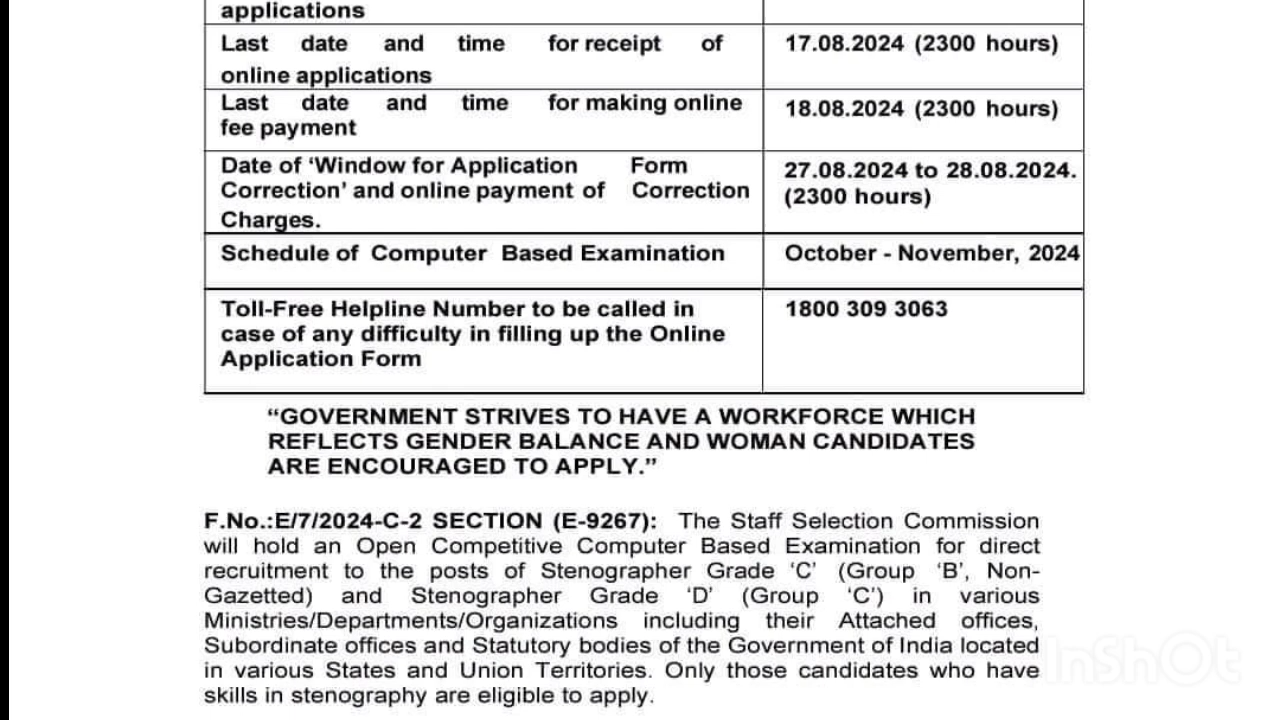 applications
Last date and time for receipt of
online applications
17.08.2024 (2300 hours)
Last date and time for making online
fee payment
18.08.2024 (2300 hours)
Date of ‘Window for Application Form
Correction’ and online payment of Correction
Charges.
27.08.2024 to 28.08.2024.
(2300 hours)
Schedule of Computer Based Examination
October - November, 2024
Toll-Free Helpline Number to be called in
case of any difficulty in filling up the Online
Application Form
1800 309 3063
“GOVERNMENT STRIVES TO HAVE A WORKFORCE WHICH
REFLECTS GENDER BALANCE AND WOMAN CANDIDATES
ARE ENCOURAGED TO APPLY.”
F.No.:E/7/2024-C-2 SECTION (E-9267): The Staff Selection Commission
will hold an Open Competitive Computer Based Examination for direct
recruitment to the posts of Stenographer Grade ‘C’ (Group ‘B’, Non-
Gazetted) and Stenographer Grade ‘D’ (Group ‘C’) in various
Ministries/Departments/Organizations including their Attached offices,
Subordinate offices and Statutory bodies of the Government of India located
in various States and Union Territories. Only those candidates who have
skills in stenography are eligible to apply.
InShOt